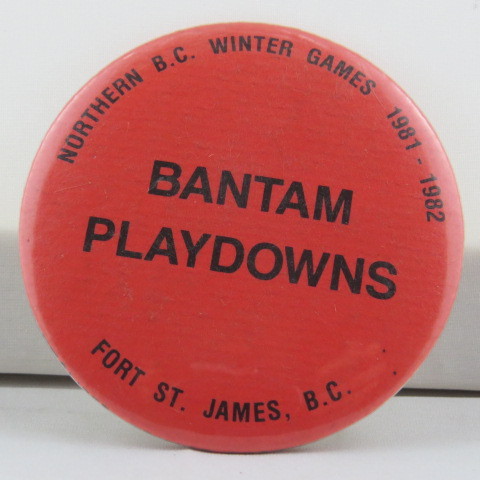 NORTHERN B.C. WINTER GAMES 1981-1982
BANTAM
PLAYDOWNS
FORT ST. JAMES, B.C.